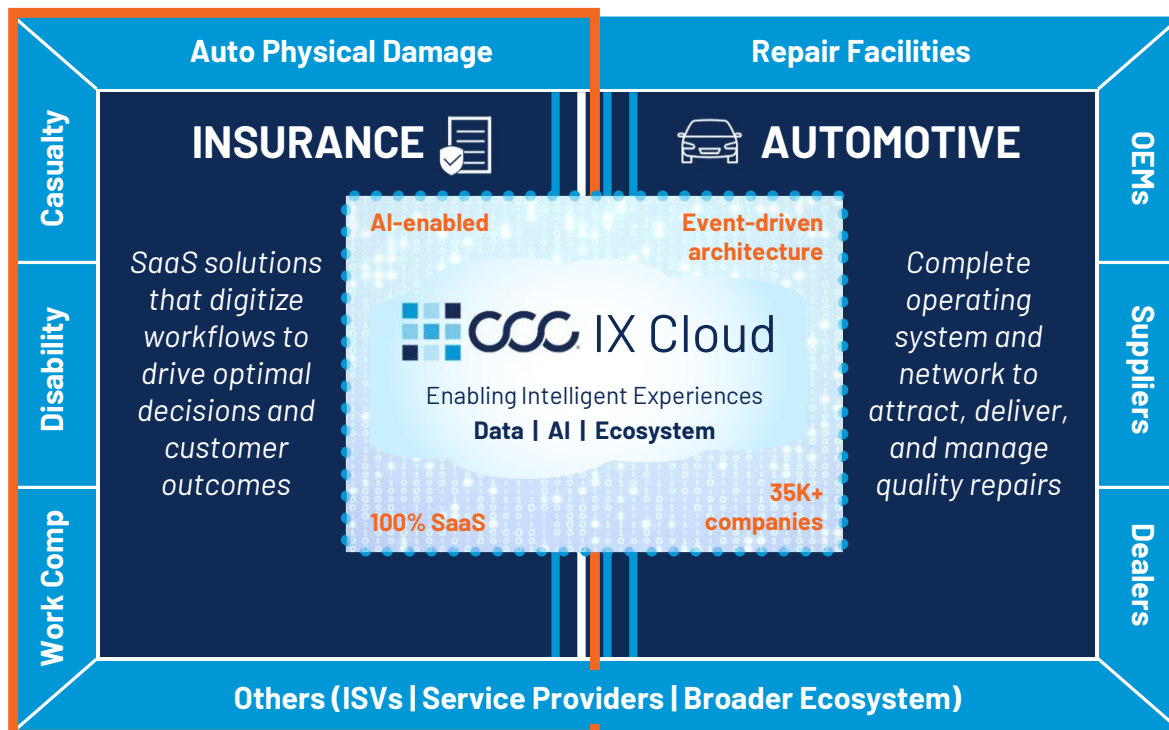 Auto Physical Damage
Repair Facilities
Casualty
Disability
Work Comp
INSURANCE
AUTOMOTIVE
SaaS solutions
that digitize
workflows to
drive optimal
decisions and
customer
outcomes
AI-enabled
Event-driven
architecture
CCC IX Cloud
Enabling Intelligent Experiences
Data | AI | Ecosystem
100% SaaS
35K+
companies
Complete
operating
system and
network to
attract, deliver,
and manage
quality repairs
OEMs
Suppliers
Dealers
Others (ISVs | Service Providers | Broader Ecosystem)